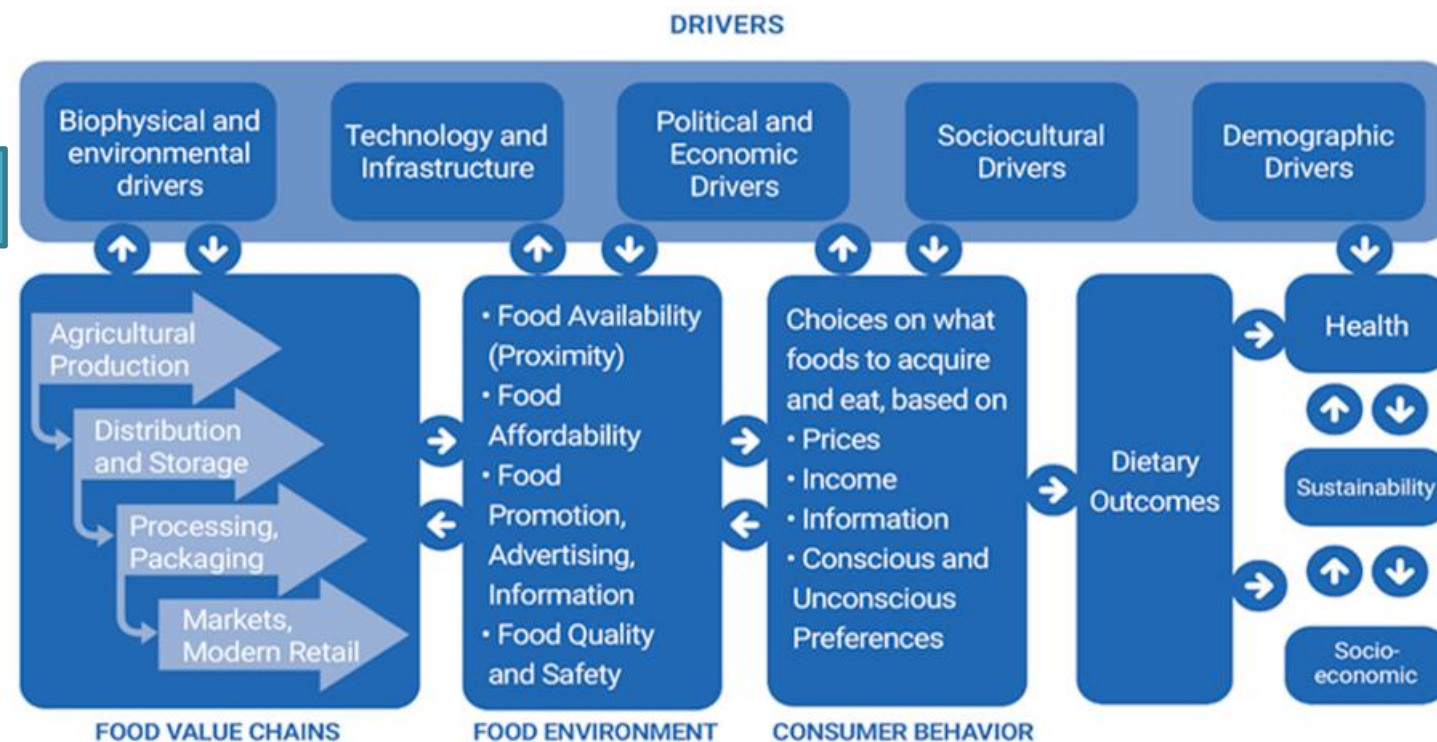 DRIVERS
Biophysical and
environmental
drivers
Technology and
Infrastructure
Political and
Economic
Drivers
Sociocultural
Drivers
Demographic
Drivers
Agricultural
Production
Distribution
and Storage
Processing,
Packaging
Markets,
Modern Retail
• Food Availability
(Proximity)
• Food
Affordability
• Food
Promotion,
Advertising,
Information
• Food Quality
and Safety
Choices on what
foods to acquire
and eat, based on
• Prices
• Income
• Information
• Conscious and
Unconscious
Preferences
Dietary
Outcomes
Health
Sustainability
Socio-
economic
FOOD VALUE CHAINS
FOOD ENVIRONMENT
CONSUMER BEHAVIOR